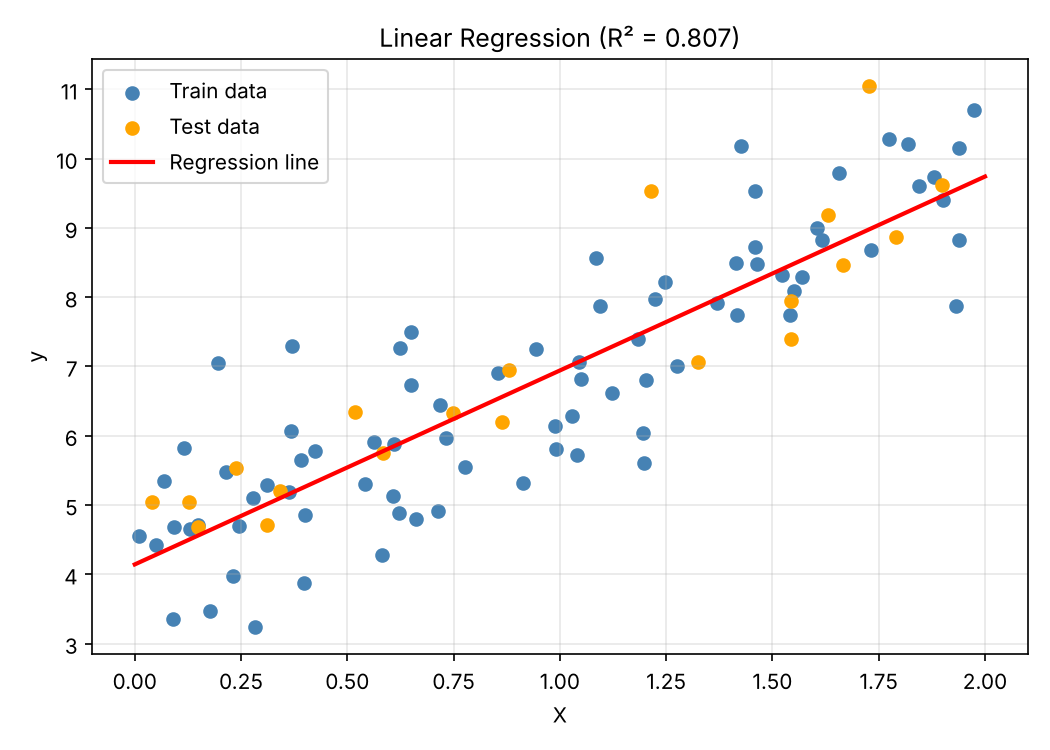 Linear Regression (R² = 0.807)
Train data
Test data
Regression line
11
10
9
8
7
6
5
4
3
y
0.00 0.25 0.50 0.75 1.00 1.25 1.50 1.75 2.00
X